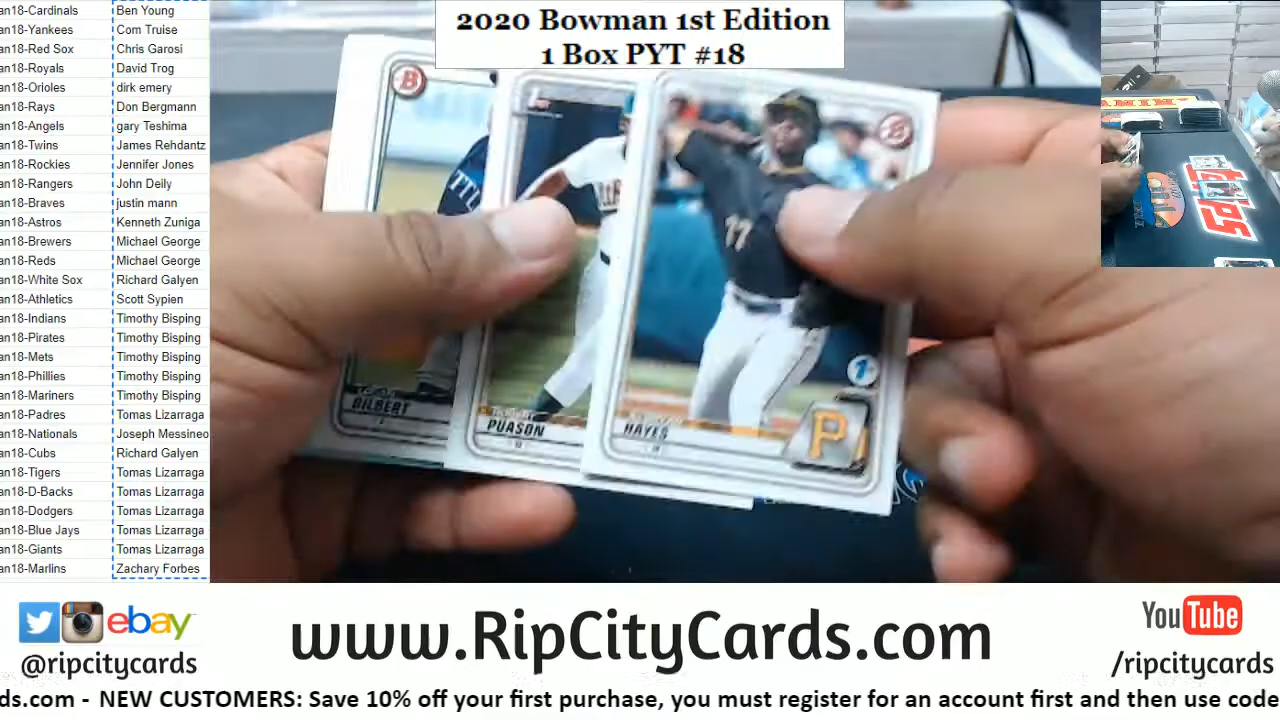 2020 Bowman 1st Edition
1 Box PYT #18
an18-Cardinals Ben Young
an18-Yankees Com Truise
an18-Red Sox Chris Garosi
an18-Royals David Trog
an18-Orioles dirk emery
an18-Rays Don Bergmann
an18-Angels gary Teshima
an18-Twins James Rehdantz
an18-Rockies Jennifer Jones
an18-Rangers John Deily
an18-Braves justin mann
an18-Astros Kenneth Zuniga
an18-Brewers Michael George
an18-Reds Michael George
an18-White Sox Richard Galyen
an18-Athletics Scott Sypien
an18-Indians Timothy Bisping
an18-Pirates Timothy Bisping
an18-Mets Timothy Bisping
an18-Phillies Timothy Bisping
an18-Mariners Timothy Bisping
an18-Padres Tomas Lizarraga
an18-Nationals Joseph Messineo
an18-Cubs Richard Galyen
an18-Tigers Tomas Lizarraga
an18-D-Backs Tomas Lizarraga
an18-Dodgers Tomas Lizarraga
an18-Blue Jays Tomas Lizarraga
an18-Giants Tomas Lizarraga
an18-Marlins Zachary Forbes
B
TTL
GILBERT
PUASON
77
HAYES
1st
P
topps
ebay
@ripcitycards
www.RipCityCards.com
YouTube
/ripcitycards
ds.com - NEW CUSTOMERS: Save 10% off your first purchase, you must register for an account first and then use code